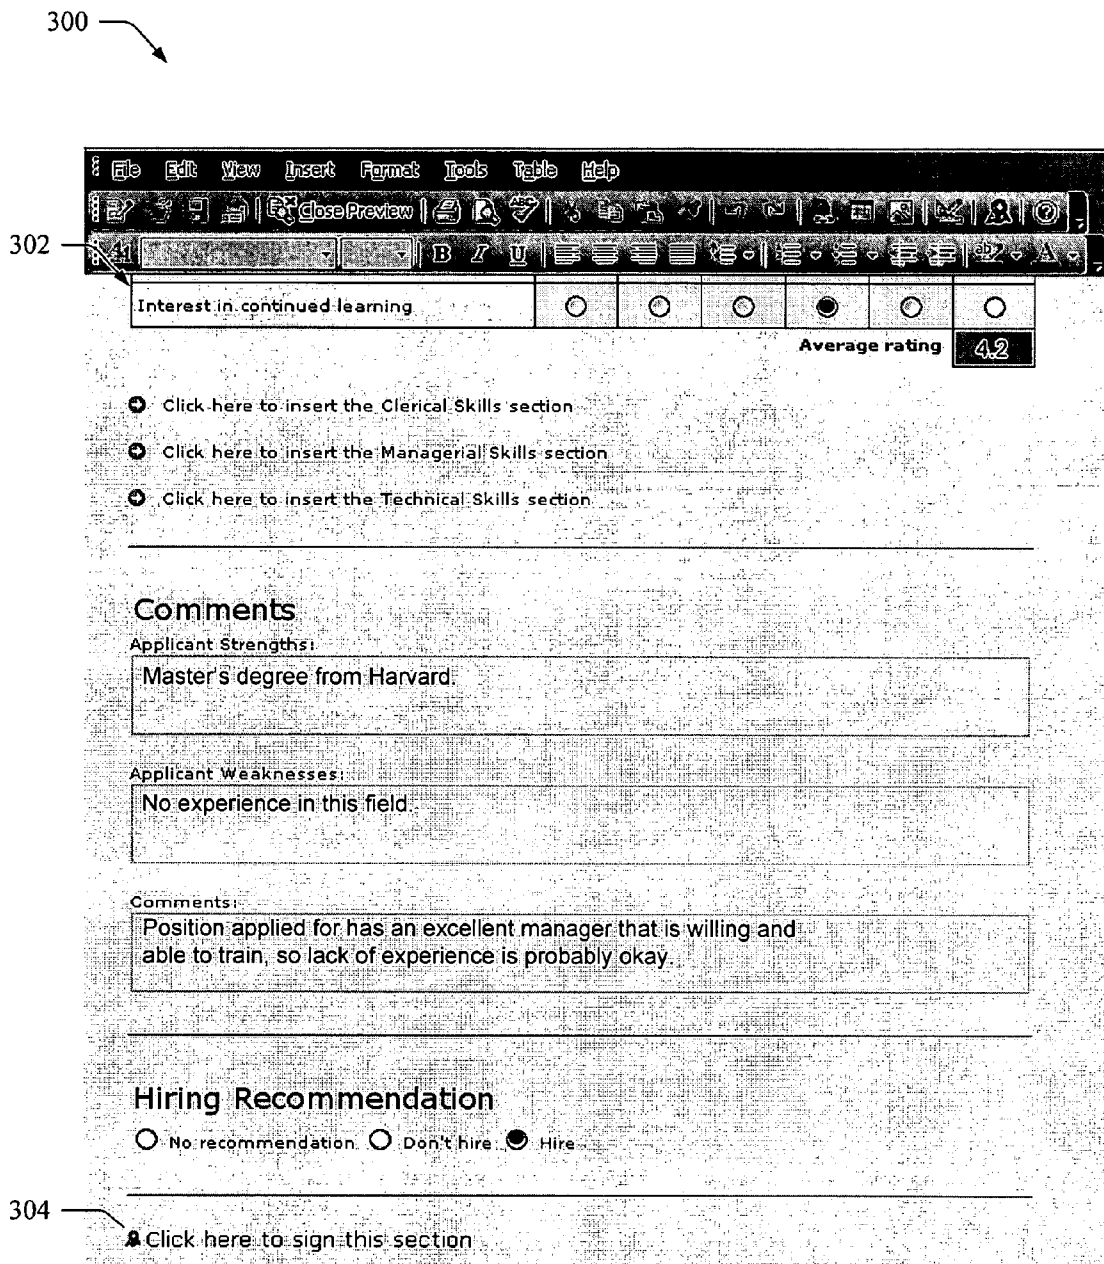 300
File Edit View Insert Format Tools Table Help
Close Preview
302
B I U
Interest in continued learning
Average rating 4.2
Click here to insert the Clerical Skills section
Click here to insert the Managerial Skills section
Click here to insert the Technical Skills section
Comments
Applicant Strengths:
Master's degree from Harvard.
Applicant Weaknesses:
No experience in this field.
Comments:
Position applied for has an excellent manager that is willing and
able to train, so lack of experience is probably okay.
Hiring Recommendation
No recommendation Don't hire Hire
304
Click here to sign this section